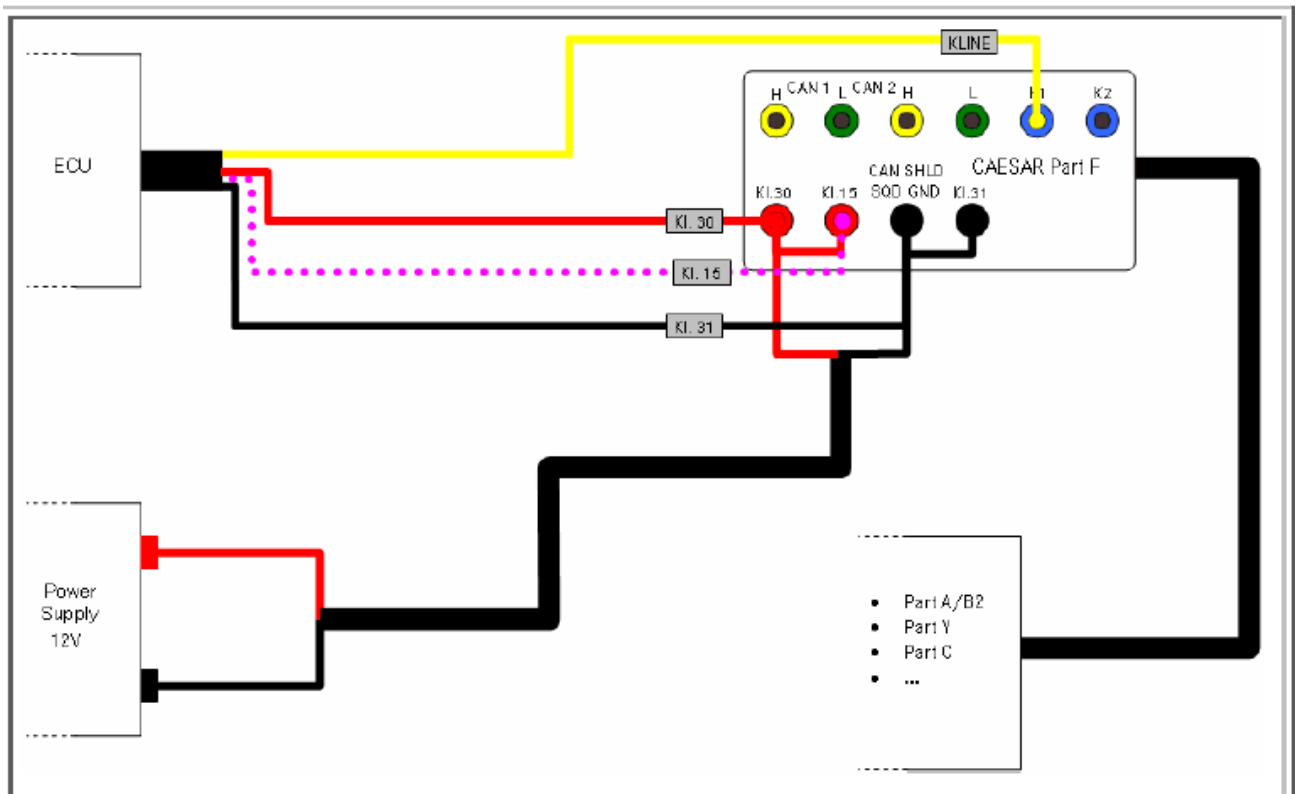 KLINE
H CAN 1 L CAN 2 H L K1 K2
ECU
CAESAR Part F
CAN SHLD
Kl.30 Kl.15 SQD GND Kl.31
Kl. 30
Kl. 15
Kl. 31
Power
Supply
12V
• Part A/B2
• Part Y
• Part C
• ...